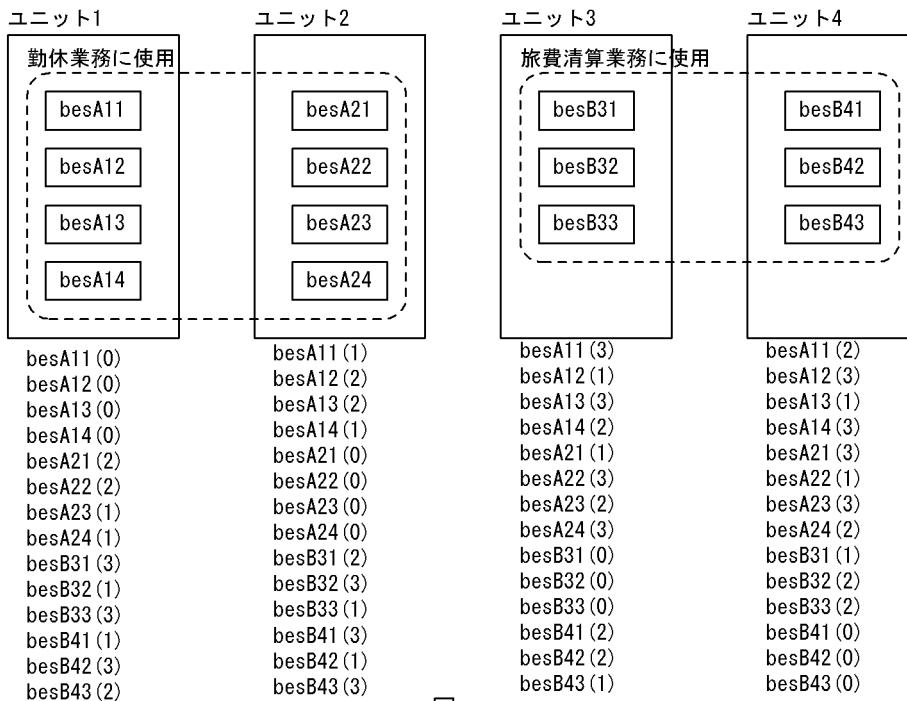 ユニット1
勤休業務に使用
besA11
besA12
besA13
besA14
besA11(0)
besA12(0)
besA13(0)
besA14(0)
besA21(2)
besA22(2)
besA23(1)
besA24(1)
besB31(3)
besB32(1)
besB33(3)
besB41(1)
besB42(3)
besB43(2)
ユニット2
besA21
besA22
besA23
besA24
besA11(1)
besA12(2)
besA13(2)
besA14(1)
besA21(0)
besA22(0)
besA23(0)
besA24(0)
besB31(2)
besB32(3)
besB33(1)
besB41(3)
besB42(1)
besB43(3)
ユニット3
旅費清算業務に使用
besB31
besB32
besB33
besA11(3)
besA12(1)
besA13(3)
besA14(2)
besA21(1)
besA22(3)
besA23(2)
besA24(3)
besB31(0)
besB32(0)
besB33(0)
besB41(2)
besB42(2)
besB43(1)
ユニット4
besB41
besB42
besB43
besA11(2)
besA12(3)
besA13(1)
besA14(3)
besA21(3)
besA22(1)
besA23(3)
besA24(2)
besB31(1)
besB32(2)
besB33(2)
besB41(0)
besB42(0)
besB43(0)